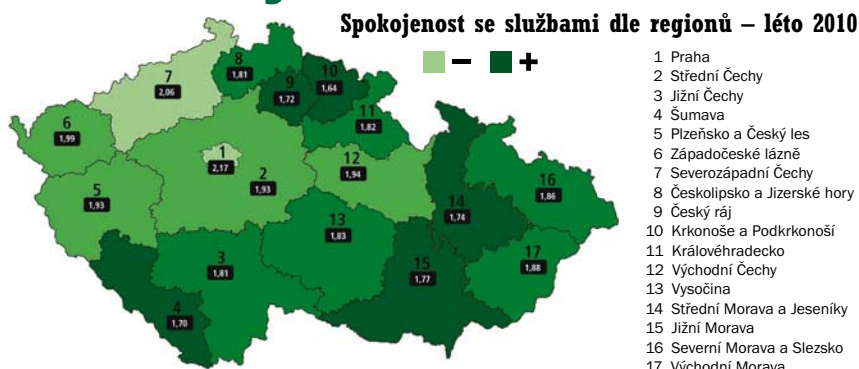 Spokojenost se službami dle regionů – léto 2010
– +
1 Praha
2 Střední Čechy
3 Jižní Čechy
4 Šumava
5 Plzeňsko a Český les
6 Západočeské lázně
7 Severozápadní Čechy
8 Českolipsko a Jizerské hory
9 Český ráj
10 Krkonoše a Podkrkonoší
11 Královéhradecko
12 Východní Čechy
13 Vysočina
14 Střední Morava a Jeseníky
15 Jižní Morava
16 Severní Morava a Slezsko
17 Východní Morava
8
1,81
10
1,64
7
2,06
9
1,72
11
1,82
6
1,99
1
2,17
12
1,94
2
1,93
5
1,93
14
1,74
16
1,86
13
1,83
3
1,81
15
1,77
17
1,88
4
1,70